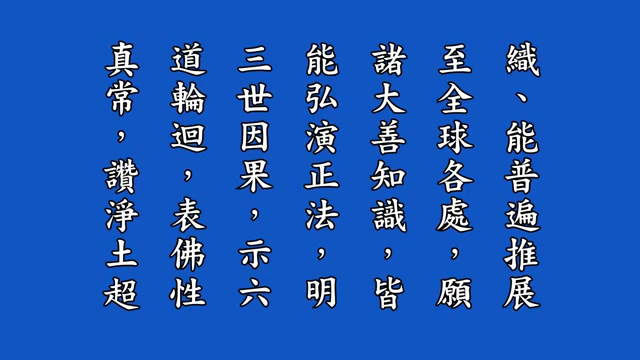 織、能普遍推展
至全球各處，願
諸大善知識，皆
能弘演正法，明
三世因果，示六
道輪迴，表佛性
真常，讚淨土超